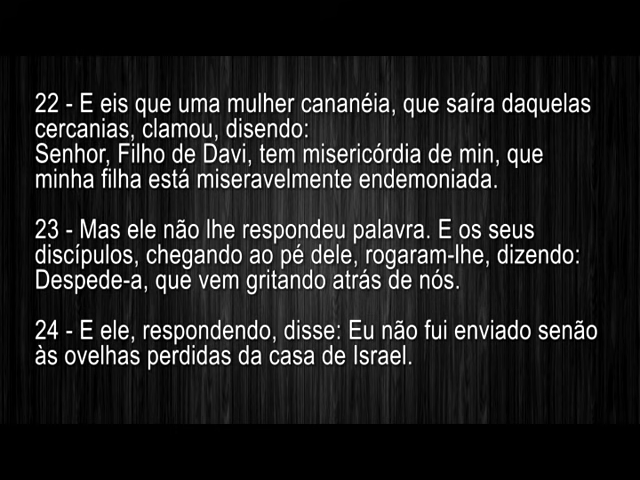 22 - E eis que uma mulher cananéia, que saíra daquelas
cercanias, clamou, disendo:
Senhor, Filho de Davi, tem misericórdia de min, que
minha filha está miseravelmente endemoniada.
23 - Mas ele não lhe respondeu palavra. E os seus
discípulos, chegando ao pé dele, rogaram-lhe, dizendo:
Despede-a, que vem gritando atrás de nós.
24 - E ele, respondendo, disse: Eu não fui enviado senão
às ovelhas perdidas da casa de Israel.